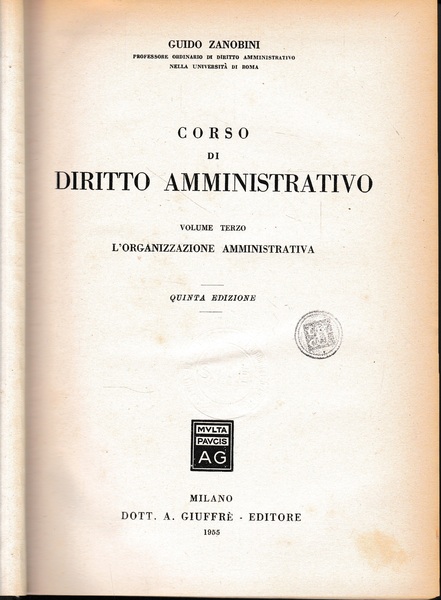 GUIDO ZANOBINI
PROFESSORE ORDINARIO DI DIRITTO AMMINISTRATIVO
NELLA UNIVERSITÀ DI ROMA
CORSO
DI
DIRITTO AMMINISTRATIVO
VOLUME TERZO
L'ORGANIZZAZIONE AMMINISTRATIVA
QUINTA EDIZIONE
MVLTA
PAVCIS
AG
MILANO
DOTT. A. GIUFFRÈ - EDITORE
1955